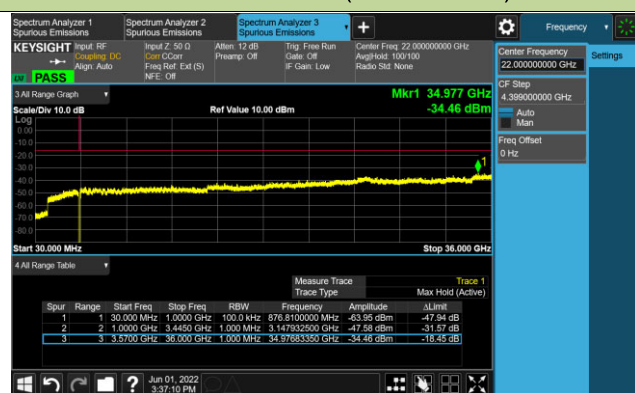 Spectrum Analyzer 1
Spurious Emissions
Spectrum Analyzer 2
Spurious Emissions
Spectrum Analyzer 3
Spurious Emissions
Frequency
KEYSIGHT
Input: RF
Coupling: DC
Align: Auto
Input Z: 50 Ω
Corr CCorr
Freq Ref: Ext (S)
NFE: Off
Atten: 12 dB
Preamp: Off
Trig: Free Run
Gate: Off
IF Gain: Low
Center Freq: 22.000000000 GHz
Avg|Hold: 100/100
Radio Std: None
PASS
Center Frequency
22.000000000 GHz
Settings
CF Step
4.399000000 GHz
Auto
Man
Freq Offset
0 Hz
3 All Range Graph
Mkr1 34.977 GHz
-34.46 dBm
Scale/Div 10.0 dB
Ref Value 10.00 dBm
Log
0.00
-10.0
-20.0
-30.0
-40.0
-50.0
-60.0
-70.0
-80.0
1
Start 30.000 MHz
Stop 36.000 GHz
4 All Range Table
Measure Trace Trace 1
Trace Type Max Hold (Active)
Spur Range Start Freq Stop Freq RBW Frequency Amplitude ΔLimit
1 1 30.000 MHz 1.0000 GHz 100.0 kHz 876.8100000 MHz -63.95 dBm -47.94 dB
2 2 1.0000 GHz 3.4450 GHz 1.000 MHz 3.147932500 GHz -47.58 dBm -31.57 dB
3 3 3.5700 GHz 36.000 GHz 1.000 MHz 34.97683350 GHz -34.46 dBm -18.45 dB
Jun 01, 2022
3:37:10 PM